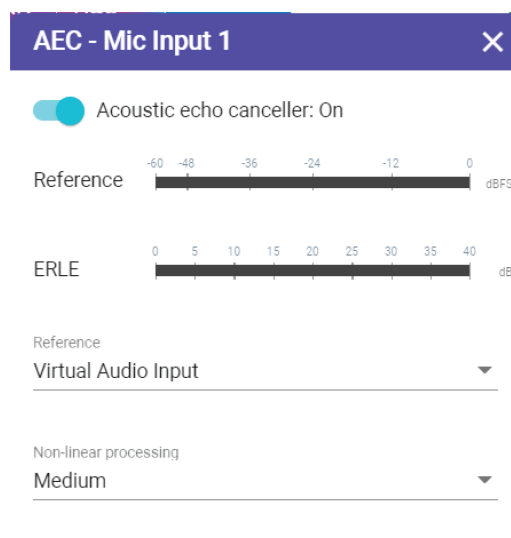 AEC - Mic Input 1
Acoustic echo canceller: On
-60 -48 -36 -24 -12 0
Reference dBFS
0 5 10 15 20 25 30 35 40
ERLE dB
Reference
Virtual Audio Input
Non-linear processing
Medium